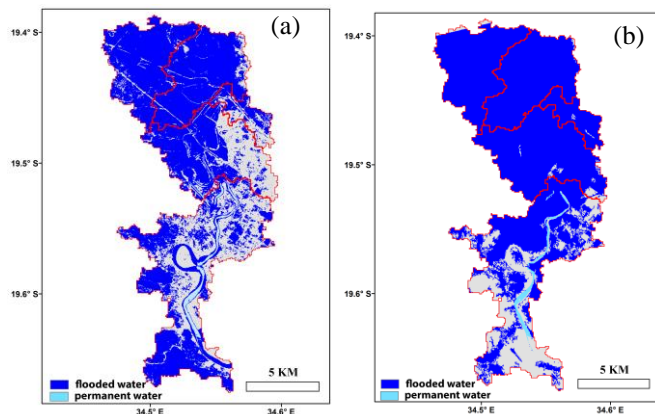 (a)
19.4° S
19.5° S
19.6° S
flooded water
permanent water
5 KM
34.5° E
34.6° E
(b)
19.4° S
19.5° S
19.6° S
flooded water
permanent water
5 KM
34.5° E
34.6° E